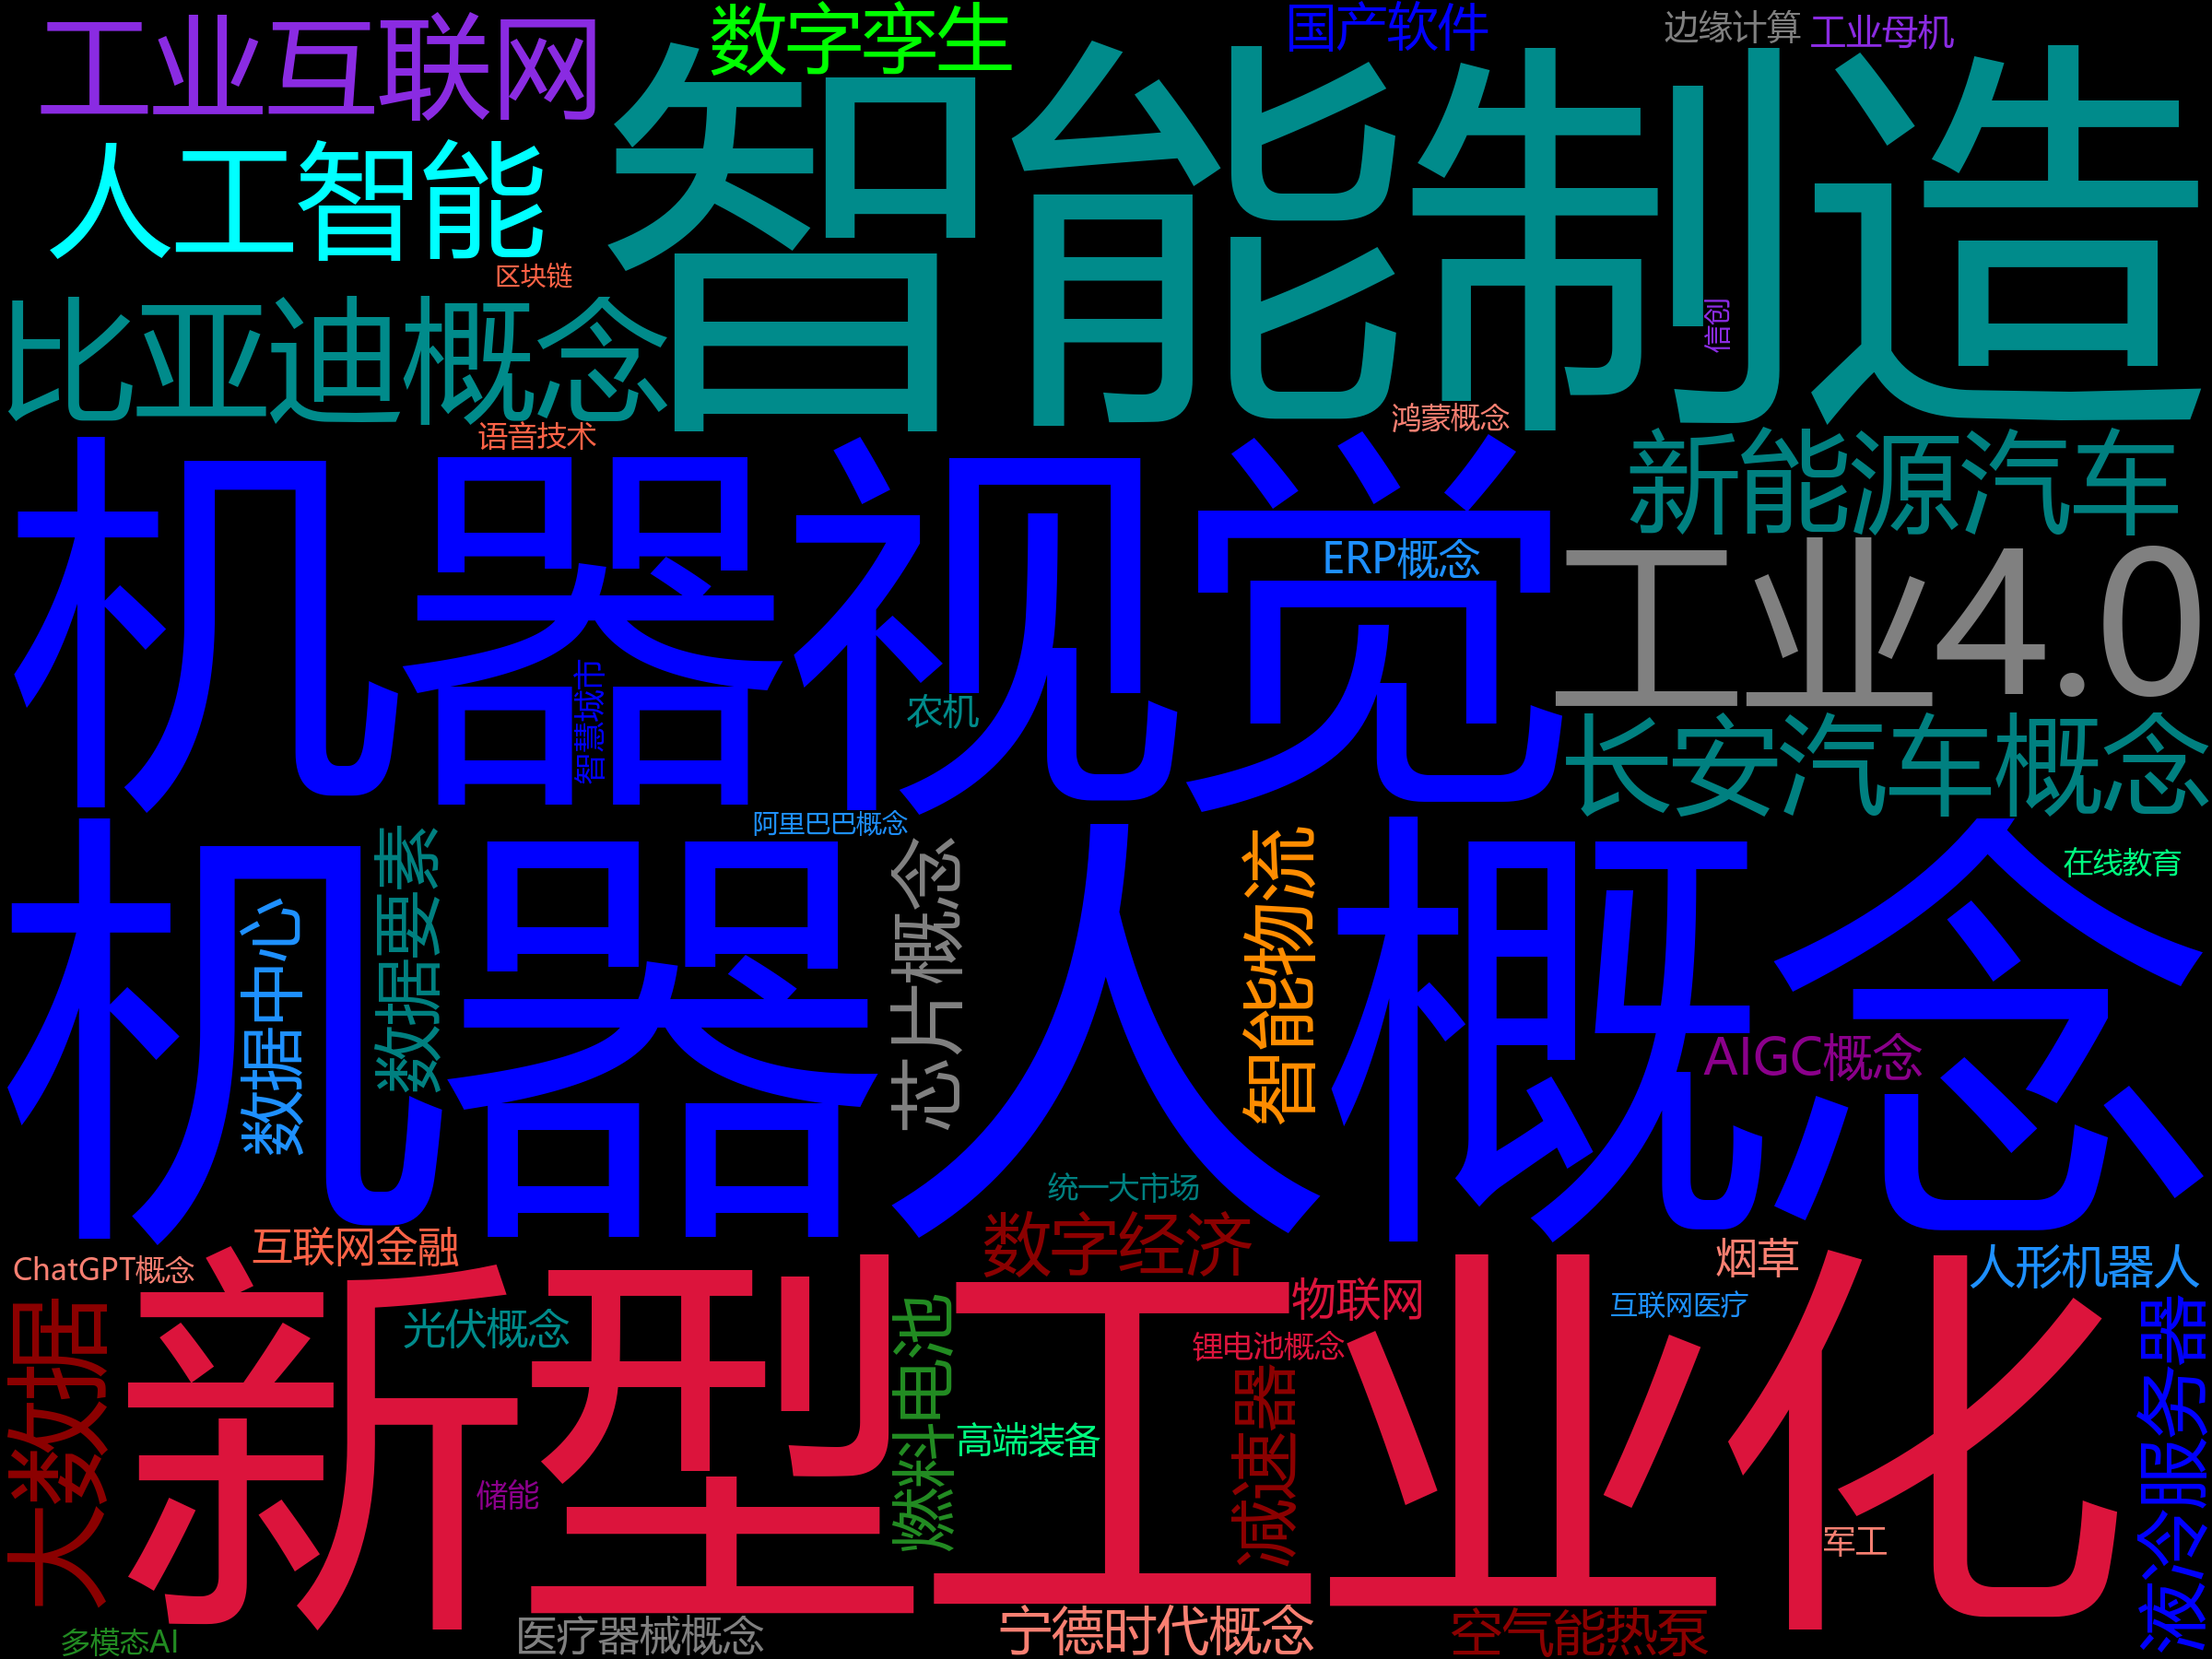 工业互联网
数字孪生
国产软件
边缘计算
工业母机
智能制造
人工智能
区块链
比亚迪概念
信创
鸿蒙概念
语音技术
新能源汽车
机器视觉
ERP概念
工业4.0
智慧城市
农机
长安汽车概念
阿里巴巴概念
机器人概念
数据中心
数据要素
芯片概念
智能物流
在线教育
AIGC概念
统一大市场
数字经济
互联网金融
ChatGPT概念
烟草
人形机器人
新型工业化
物联网
互联网医疗
光伏概念
锂电池概念
大数据
燃料电池
减速器
高端装备
液冷服务器
储能
军工
多模态AI
医疗器械概念
宁德时代概念
空气能热泵